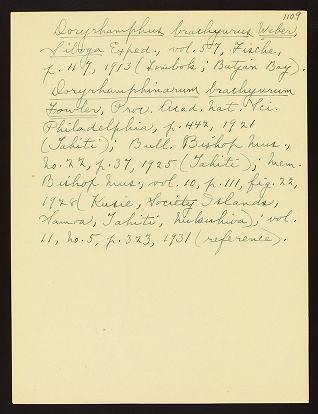 1109
Doryrhamphus brachyurus Weber,
Siboga Exped., vol. 57, Fische,
p. 117, 1913 (Lombok; Batjan Bay).
Doryrhamphinarum brachyurum
Fowler, Proc. Acad. Nat. Sci.
Philadelphia, p. 442, 1921
(Tahiti); Bull. Bishop Mus.,
No. 22, p. 37, 1925 (Tahiti); Mem.
Bishop Mus., vol. 10, p. 111, fig. 22,
1928 (Kusie, Society Islands,
Samoa, Tahiti, Nukuhiva); vol.
11, No. 5, p. 323, 1931 (reference).